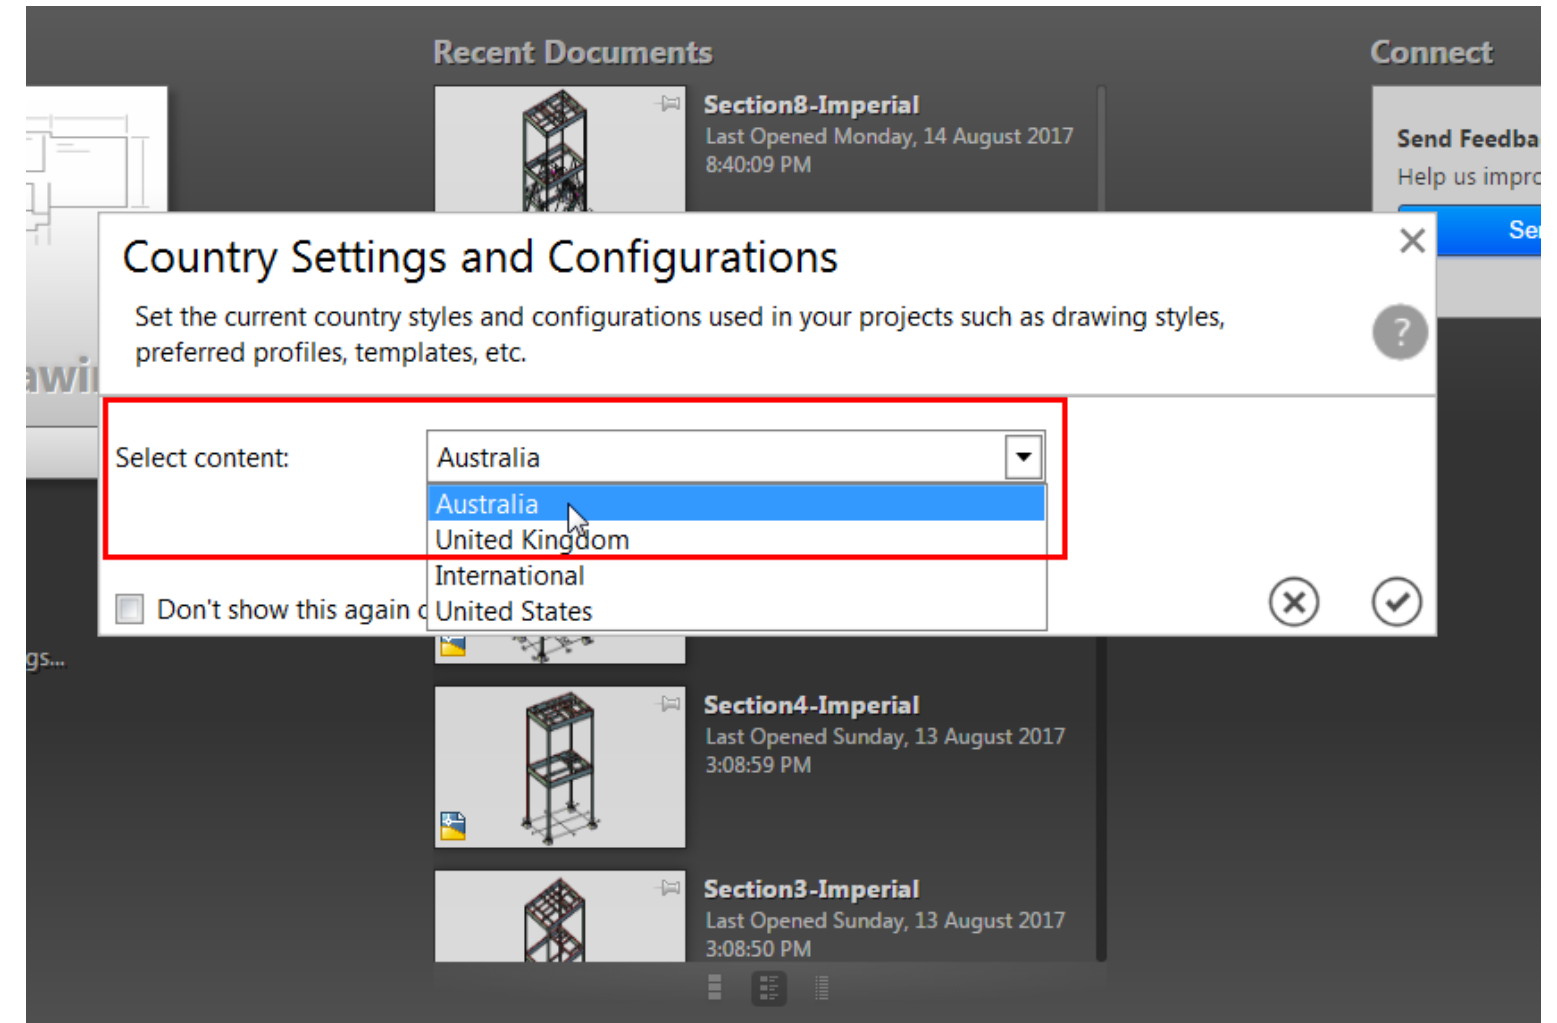 Recent Documents
Connect
Section8-Imperial
Last Opened Monday, 14 August 2017
8:40:09 PM
Send Feedba
Help us impro
Se
Country Settings and Configurations
Set the current country styles and configurations used in your projects such as drawing styles,
preferred profiles, templates, etc.
?
awi
Select content:
Australia
Australia
United Kingdom
International
United States
Don't show this again
gs...
Section4-Imperial
Last Opened Sunday, 13 August 2017
3:08:59 PM
Section3-Imperial
Last Opened Sunday, 13 August 2017
3:08:50 PM